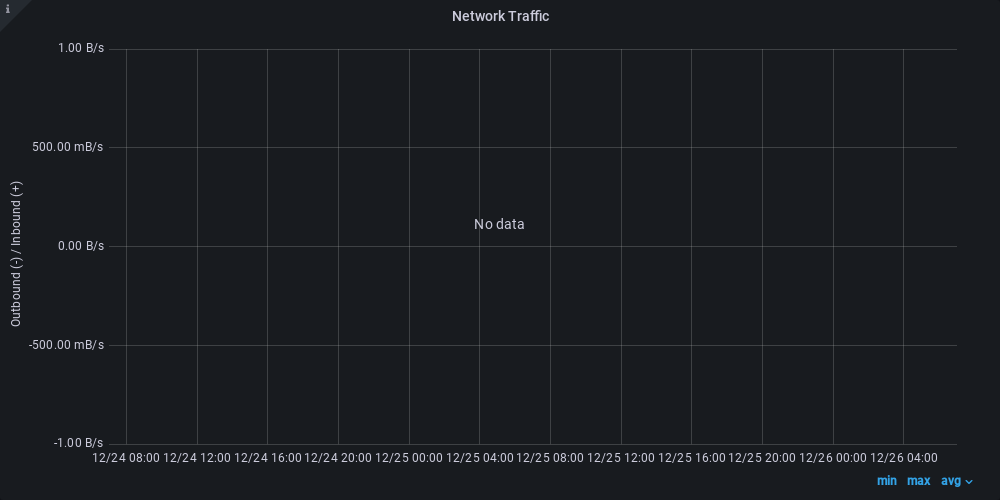 i
Network Traffic
1.00 B/s
500.00 mB/s
0.00 B/s
-500.00 mB/s
-1.00 B/s
Outbound (-) / Inbound (+)
No data
12/24 08:00 12/24 12:00 12/24 16:00 12/24 20:00 12/25 00:00 12/25 04:00 12/25 08:00 12/25 12:00 12/25 16:00 12/25 20:00 12/26 00:00 12/26 04:00
min max avg